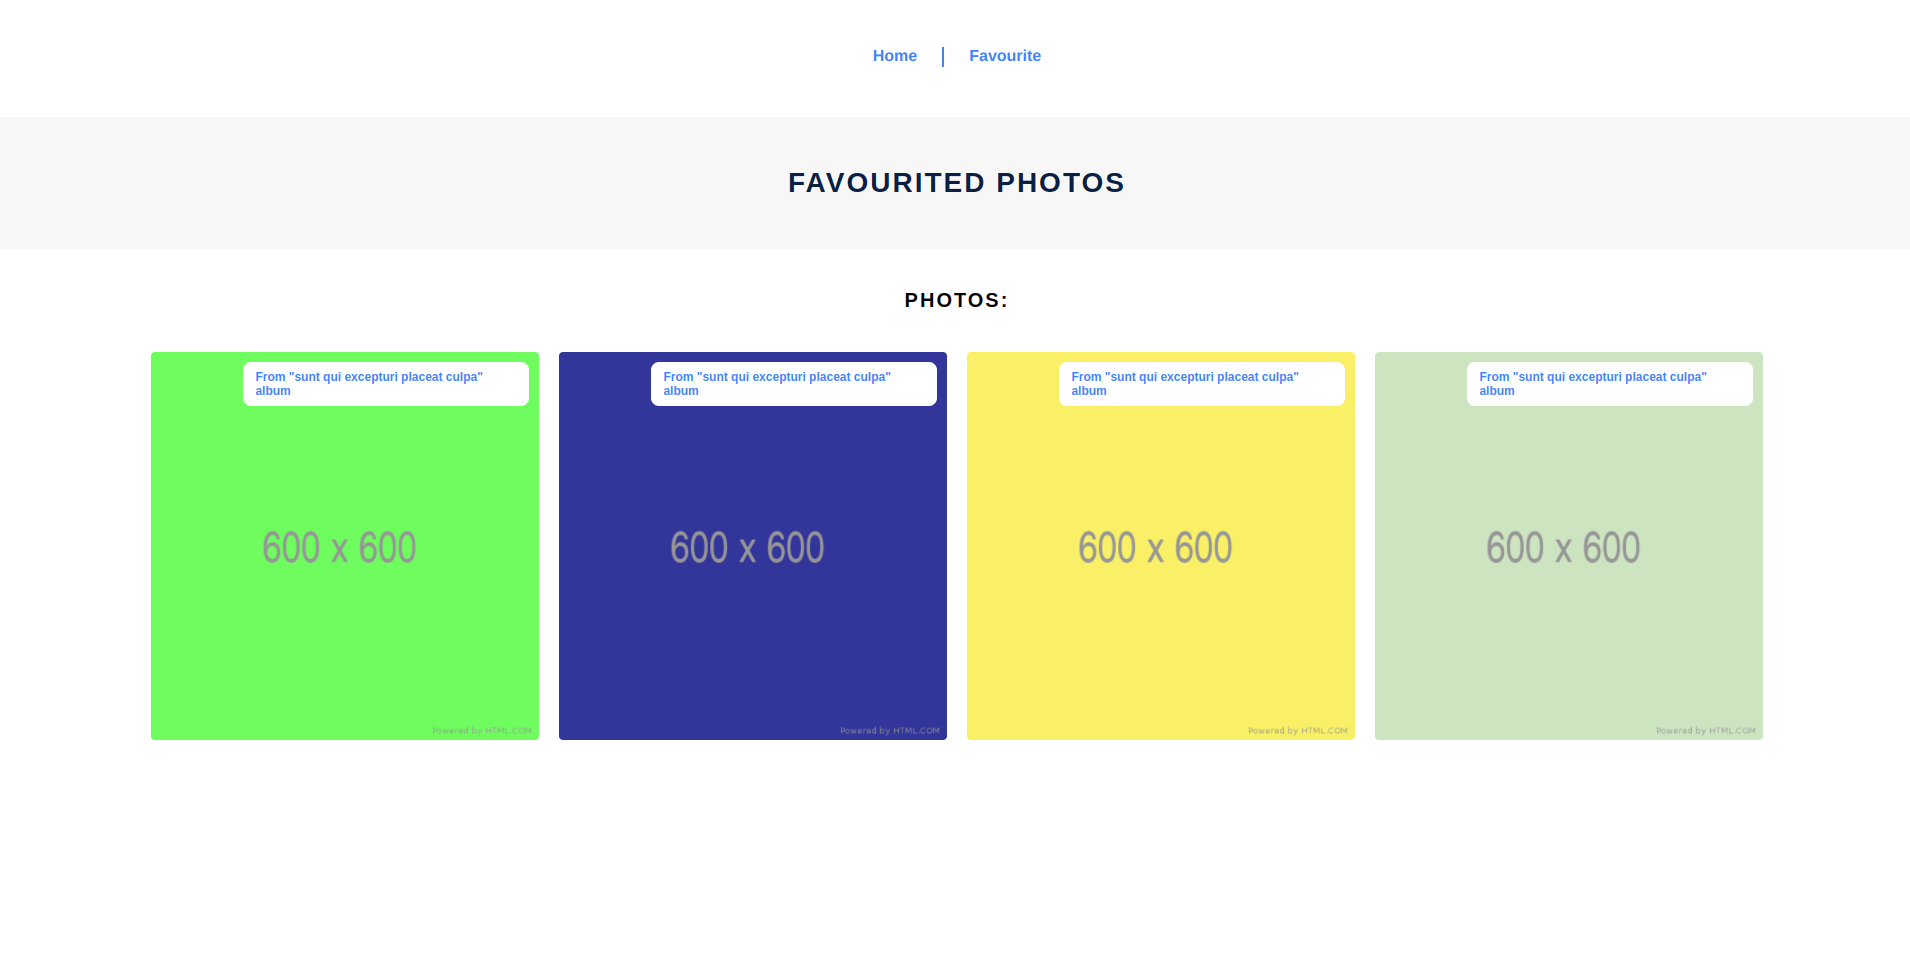 Home | Favourite
FAVOURITED PHOTOS
PHOTOS:
From "sunt qui excepturi placeat culpa"
album
600 x 600
Powered by HTML.COM
From "sunt qui excepturi placeat culpa"
album
600 x 600
Powered by HTML.COM
From "sunt qui excepturi placeat culpa"
album
600 x 600
Powered by HTML.COM
From "sunt qui excepturi placeat culpa"
album
600 x 600
Powered by HTML.COM